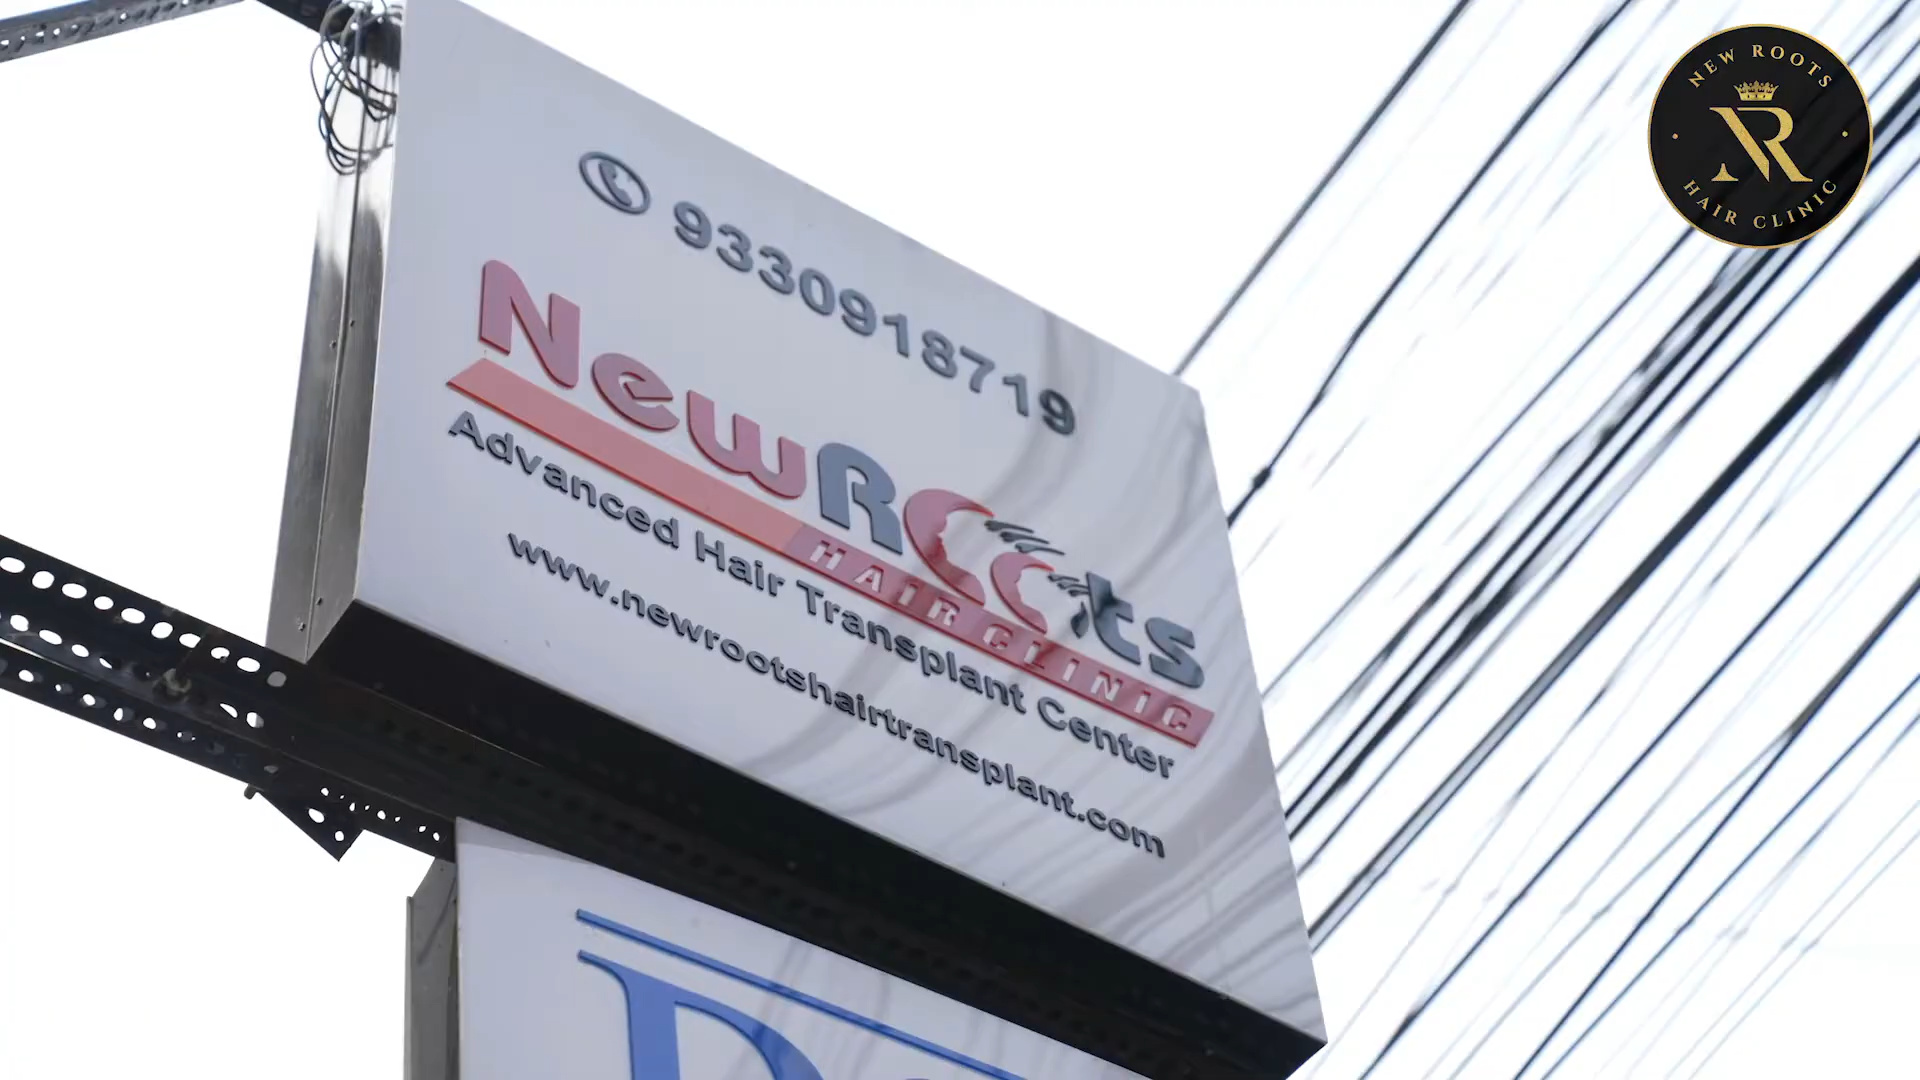 9330918719
NewRoots
HAIR CLINIC
Advanced Hair Transplant Center
www.newrootshairtransplant.com
NEW ROOTS
NR
HAIR CLINIC